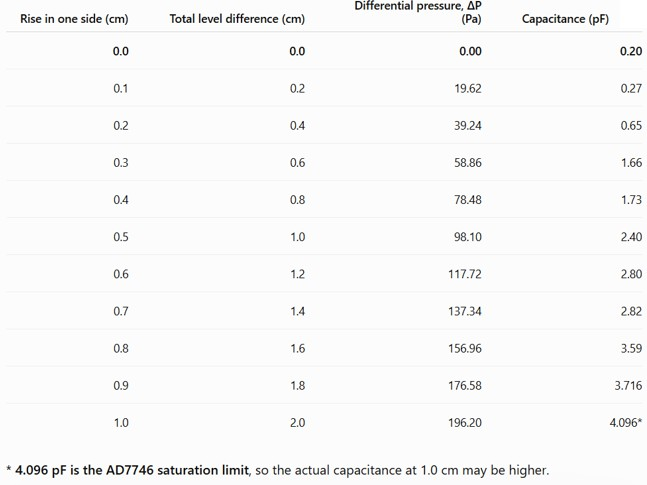 Rise in one side (cm) Total level difference (cm) Differential pressure, ΔP (Pa) Capacitance (pF)
0.0 0.0 0.00 0.20
0.1 0.2 19.62 0.27
0.2 0.4 39.24 0.65
0.3 0.6 58.86 1.66
0.4 0.8 78.48 1.73
0.5 1.0 98.10 2.40
0.6 1.2 117.72 2.80
0.7 1.4 137.34 2.82
0.8 1.6 156.96 3.59
0.9 1.8 176.58 3.716
1.0 2.0 196.20 4.096*
* 4.096 pF is the AD7746 saturation limit, so the actual capacitance at 1.0 cm may be higher.